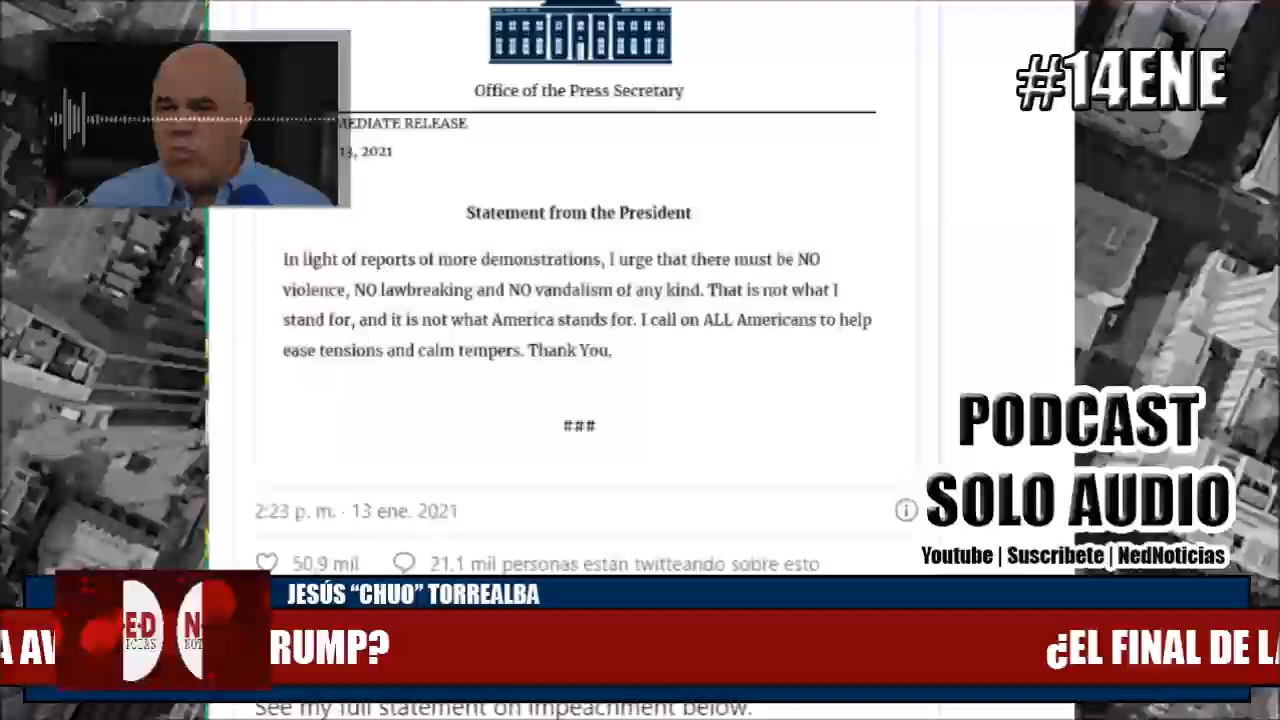 #14ENE
Office of the Press Secretary
MEDIATE RELEASE
13, 2021
Statement from the President
In light of reports of more demonstrations, I urge that there must be NO
violence, NO lawbreaking and NO vandalism of any kind. That is not what I
stand for, and it is not what America stands for. I call on ALL Americans to help
ease tensions and calm tempers. Thank You.
###
PODCAST
SOLO AUDIO
Youtube | Suscribete | NedNoticias
2:23 p. m. · 13 ene. 2021
50,9 mil
21,1 mil personas están twitteando sobre esto
JESÚS “CHUO” TORREALBA
A AV
RUMP?
¿EL FINAL DE LA
See my full statement on impeachment below.